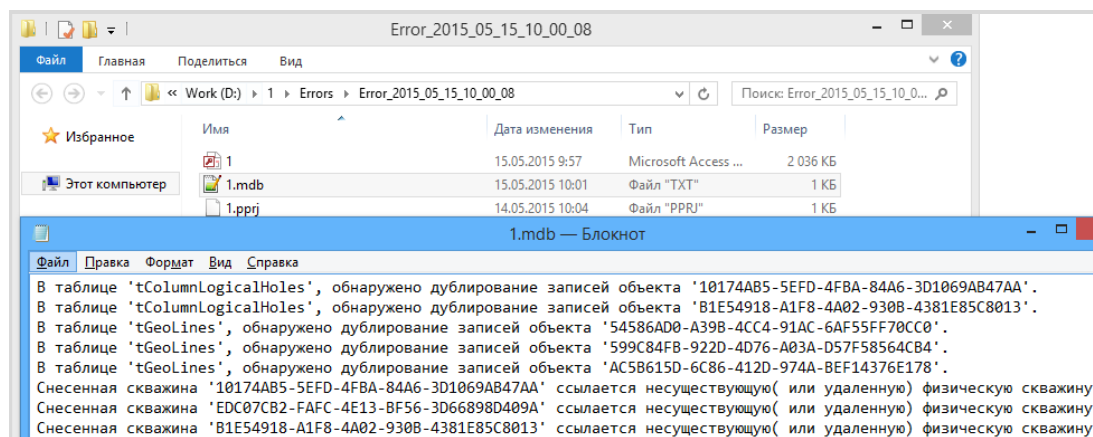 Error_2015_05_15_10_00_08
Файл Главная Поделиться Вид
« Work (D:) ▸ 1 ▸ Errors ▸ Error_2015_05_15_10_00_08 Поиск: Error_2015_05_15_10_0...
Избранное Имя Дата изменения Тип Размер
1 15.05.2015 9:57 Microsoft Access ... 2 036 КБ
Этот компьютер 1.mdb 15.05.2015 10:01 Файл "TXT" 1 КБ
1.pprj 14.05.2015 10:04 Файл "PPRJ" 1 КБ
1.mdb — Блокнот
Файл Правка Формат Вид Справка
В таблице 'tColumnLogicalHoles', обнаружено дублирование записей объекта '10174AB5-5EFD-4FBA-84A6-3D1069AB47AA'.
В таблице 'tColumnLogicalHoles', обнаружено дублирование записей объекта 'B1E54918-A1F8-4A02-930B-4381E85C8013'.
В таблице 'tGeoLines', обнаружено дублирование записей объекта '54586AD0-A39B-4CC4-91AC-6AF55FF70CC0'.
В таблице 'tGeoLines', обнаружено дублирование записей объекта '599C84FB-922D-4D76-A03A-D57F58564CB4'.
В таблице 'tGeoLines', обнаружено дублирование записей объекта 'AC5B615D-6C86-412D-974A-BEF14376E178'.
Снесенная скважина '10174AB5-5EFD-4FBA-84A6-3D1069AB47AA' ссылается несуществующую( или удаленную) физическую скважину
Снесенная скважина 'EDC07CB2-FAFC-4E13-BF56-3D66898D409A' ссылается несуществующую( или удаленную) физическую скважину
Снесенная скважина 'B1E54918-A1F8-4A02-930B-4381E85C8013' ссылается несуществующую( или удаленную) физическую скважину